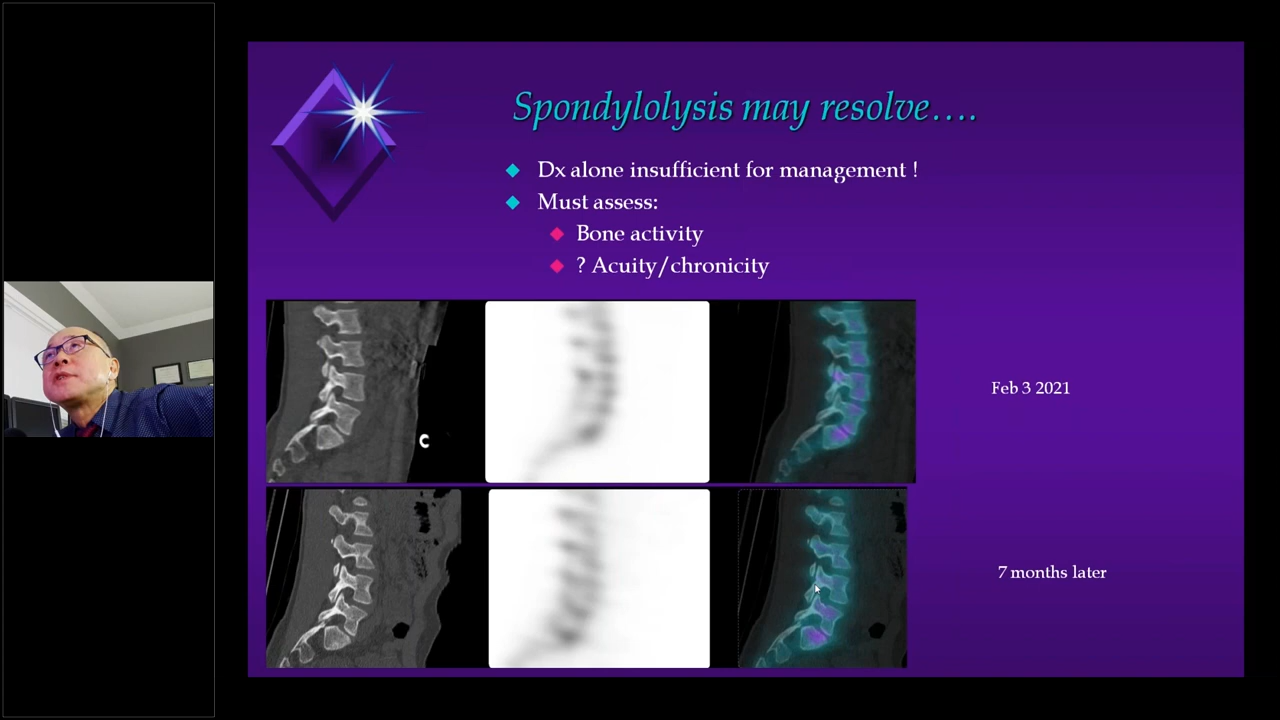 Spondylolysis may resolve….
Dx alone insufficient for management !
Must assess:
Bone activity
? Acuity/chronicity
C
Feb 3 2021
7 months later